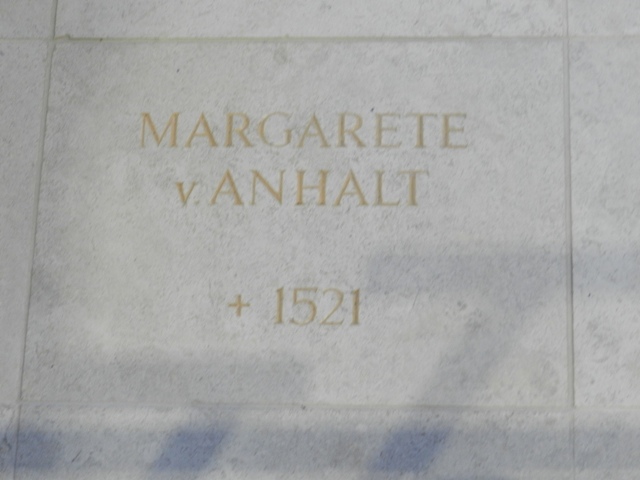 MARGARETE
v. ANHALT
+ 1521